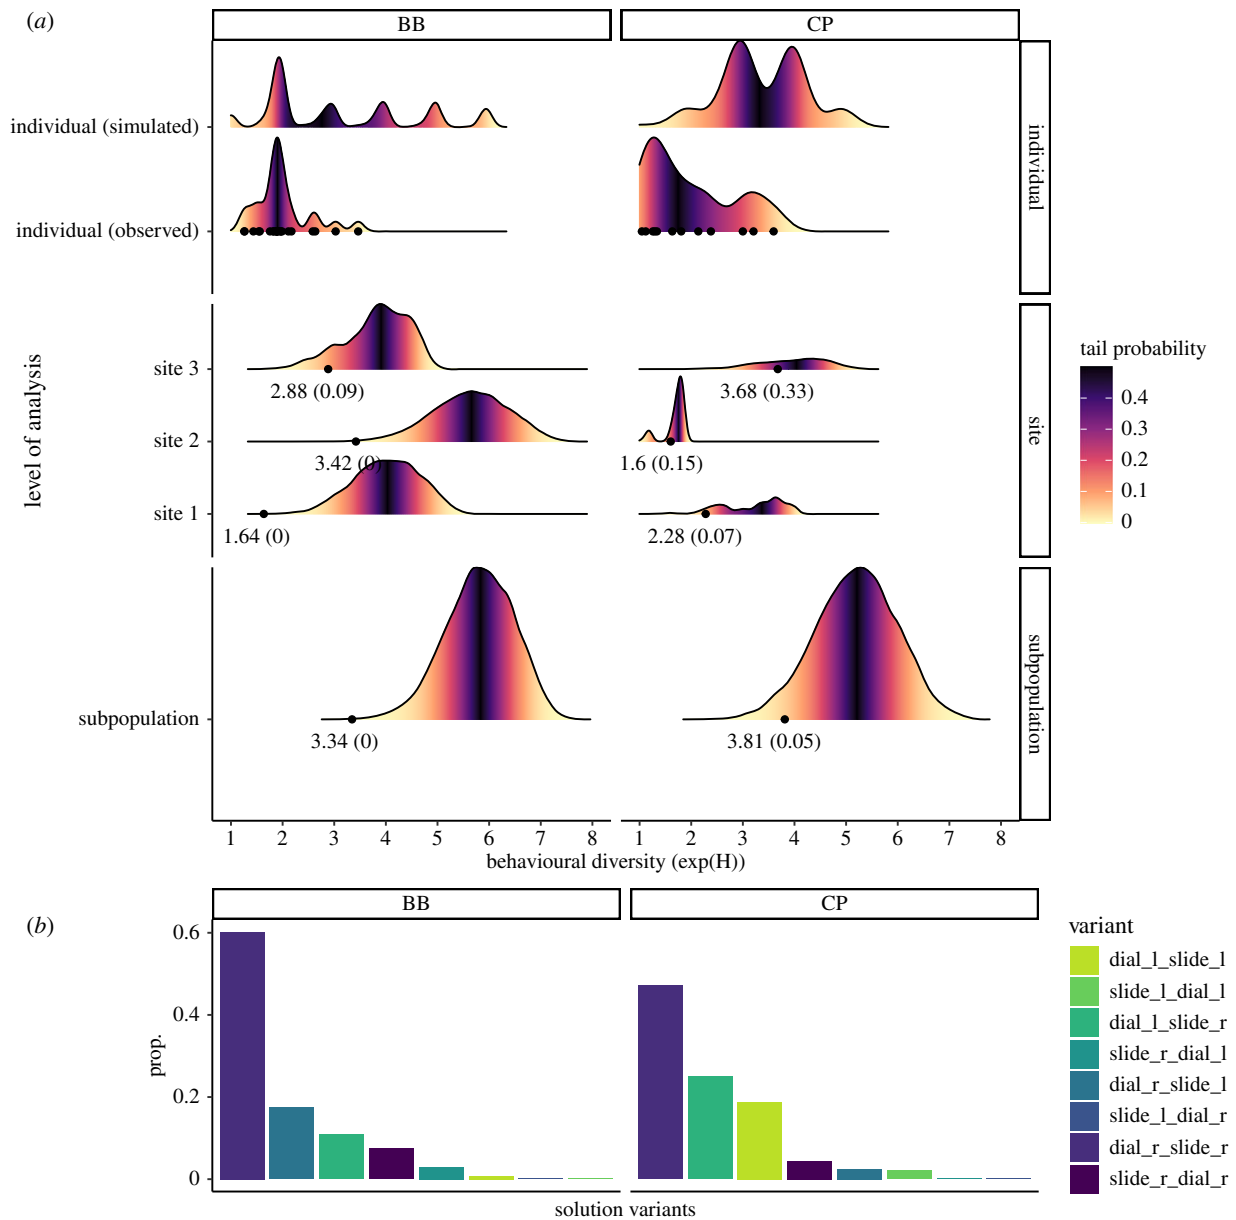 (a)
BB
CP
individual (simulated)
individual (observed)
individual
level of analysis
site 3
2.88 (0.09)
3.68 (0.33)
site 2
3.42 (0)
1.6 (0.15)
site 1
1.64 (0)
2.28 (0.07)
site
subpopulation
3.34 (0)
3.81 (0.05)
subpopulation
1 2 3 4 5 6 7 8
1 2 3 4 5 6 7 8
behavioural diversity (exp(H))
tail probability
0.4
0.3
0.2
0.1
0
(b)
BB
CP
prop.
0.6
0.4
0.2
0
solution variants
variant
dial_l_slide_l
slide_l_dial_l
dial_l_slide_r
slide_r_dial_l
dial_r_slide_l
slide_l_dial_r
dial_r_slide_r
slide_r_dial_r